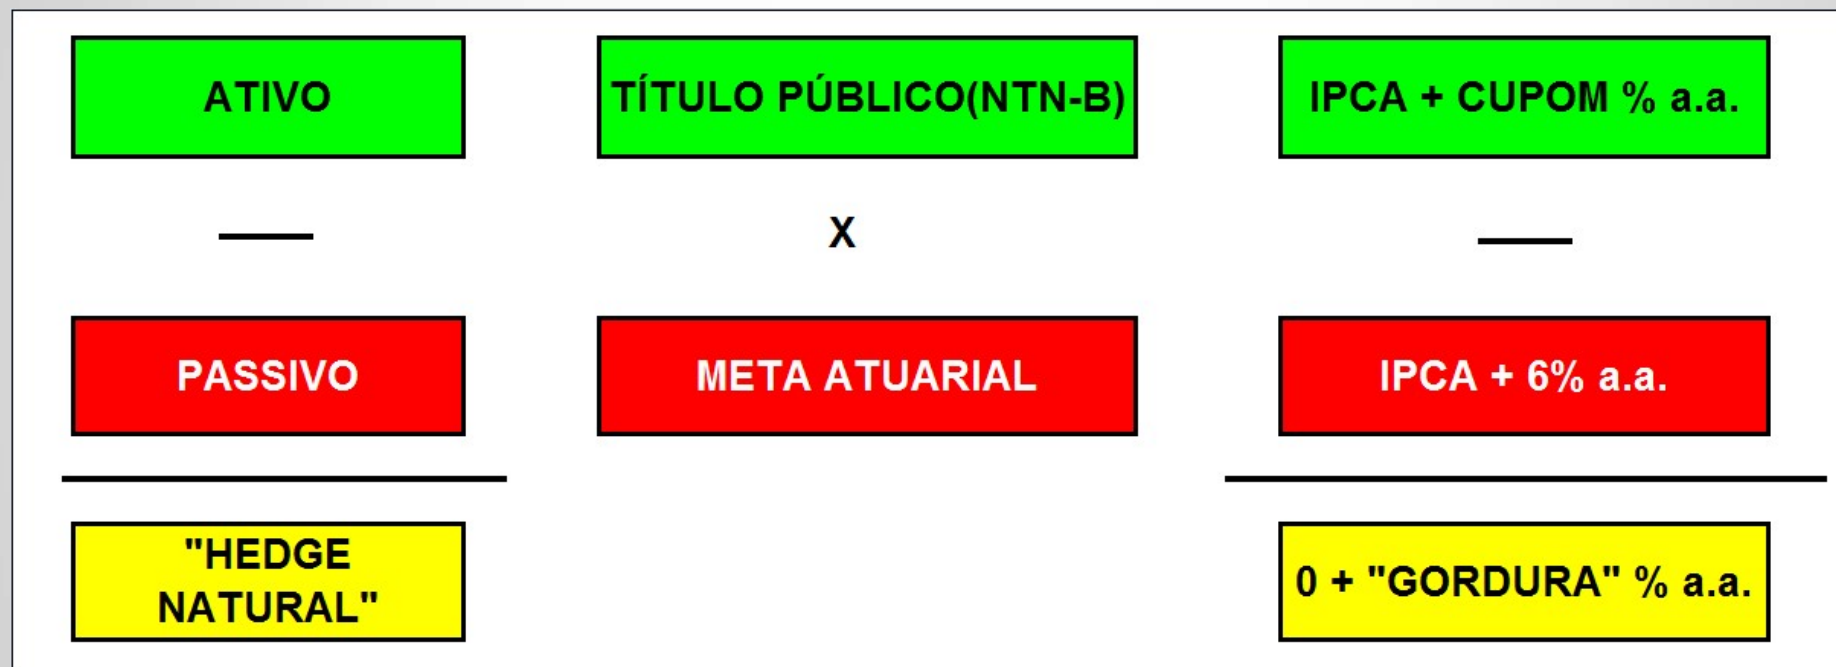 ATIVO
TÍTULO PÚBLICO(NTN-B)
IPCA + CUPOM % a.a.
X
PASSIVO
META ATUARIAL
IPCA + 6% a.a.
"HEDGE
NATURAL"
0 + "GORDURA" % a.a.